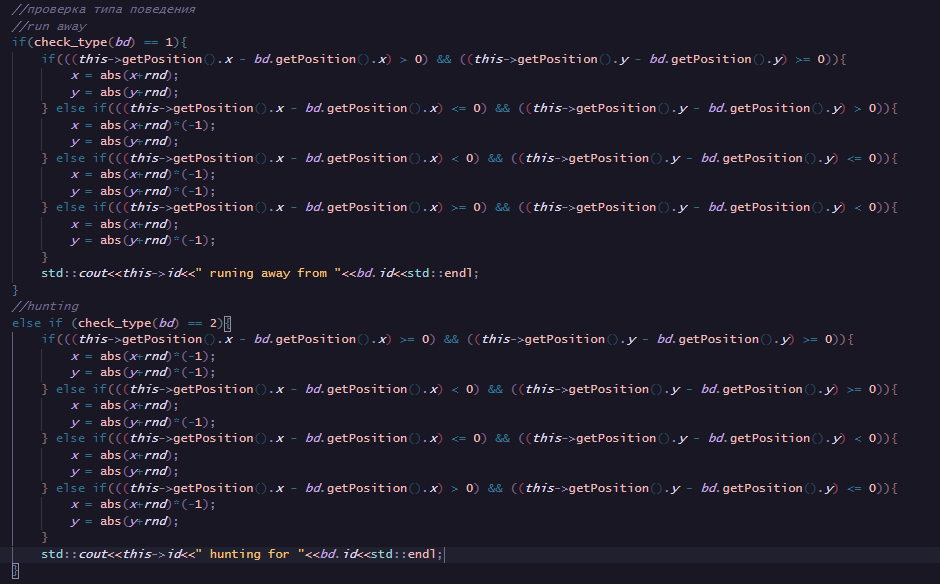 //проверка типа поведения
//run away
if(check_type(bd) == 1){
    if(((this->getPosition().x - bd.getPosition().x) > 0) && ((this->getPosition().y - bd.getPosition().y) >= 0)){
        x = abs(x+rnd);
        y = abs(y+rnd);
    } else if(((this->getPosition().x - bd.getPosition().x) <= 0) && ((this->getPosition().y - bd.getPosition().y) > 0)){
        x = abs(x+rnd)*(-1);
        y = abs(y+rnd);
    } else if(((this->getPosition().x - bd.getPosition().x) < 0) && ((this->getPosition().y - bd.getPosition().y) <= 0)){
        x = abs(x+rnd)*(-1);
        y = abs(y+rnd)*(-1);
    } else if(((this->getPosition().x - bd.getPosition().x) >= 0) && ((this->getPosition().y - bd.getPosition().y) < 0)){
        x = abs(x+rnd);
        y = abs(y+rnd)*(-1);
    }
    std::cout<<this->id<<" runing away from "<<bd.id<<std::endl;
}
//hunting
else if (check_type(bd) == 2){
    if(((this->getPosition().x - bd.getPosition().x) >= 0) && ((this->getPosition().y - bd.getPosition().y) >= 0)){
        x = abs(x+rnd)*(-1);
        y = abs(y+rnd)*(-1);
    } else if(((this->getPosition().x - bd.getPosition().x) < 0) && ((this->getPosition().y - bd.getPosition().y) >= 0)){
        x = abs(x+rnd);
        y = abs(y+rnd)*(-1);
    } else if(((this->getPosition().x - bd.getPosition().x) <= 0) && ((this->getPosition().y - bd.getPosition().y) < 0)){
        x = abs(x+rnd);
        y = abs(y+rnd);
    } else if(((this->getPosition().x - bd.getPosition().x) > 0) && ((this->getPosition().y - bd.getPosition().y) <= 0)){
        x = abs(x+rnd)*(-1);
        y = abs(y+rnd);
    }
    std::cout<<this->id<<" hunting for "<<bd.id<<std::endl;
}